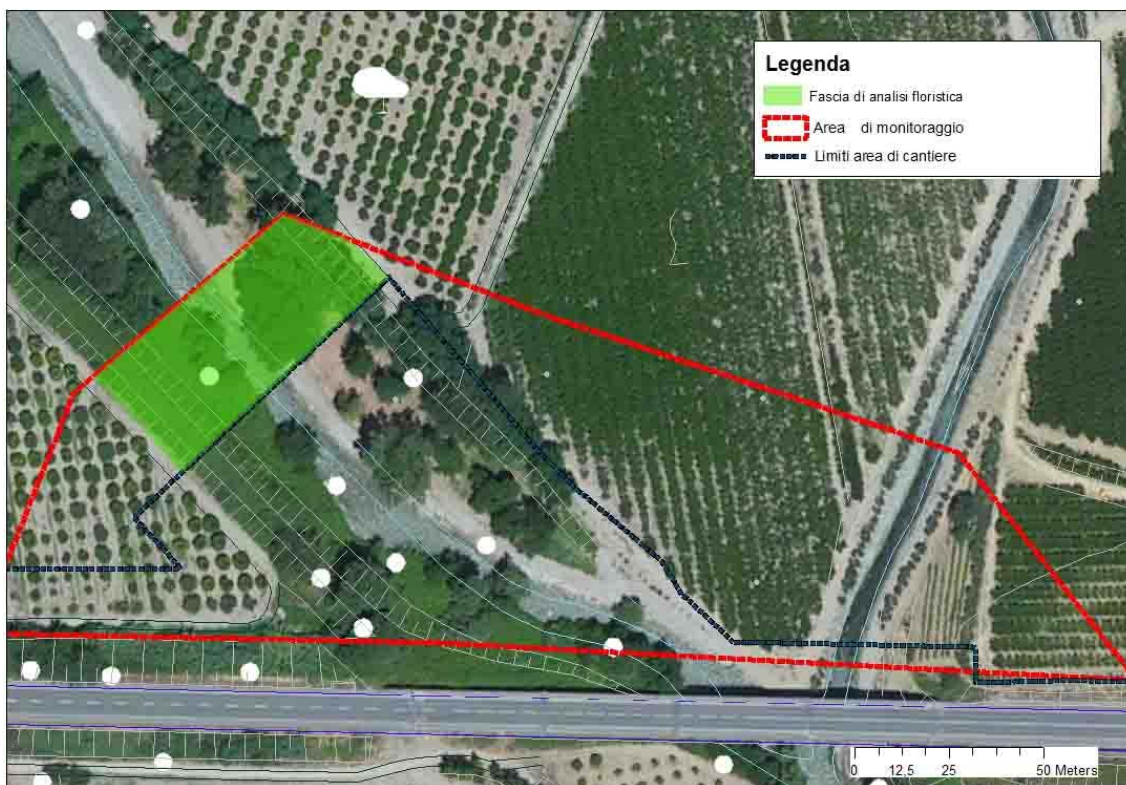 Legenda
Fascia di analisi floristica
Area di monitoraggio
Limiti area di cantiere
0 12.5 25 50 Meters